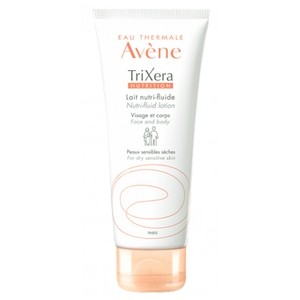 EAU THERMALE
Avène
TriXera
NUTRITION
Lait nutri-fluide
Nutri-fluid lotion
Visage et corps
Face and body
Peaux sensibles sèches
For dry sensitive skin
PARIS